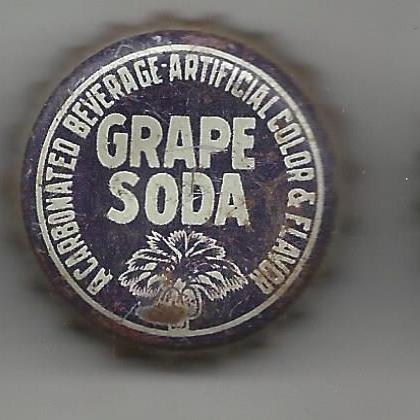 A CARBONATED BEVERAGE-ARTIFICIAL COLOR & FLAVOR
GRAPE
SODA